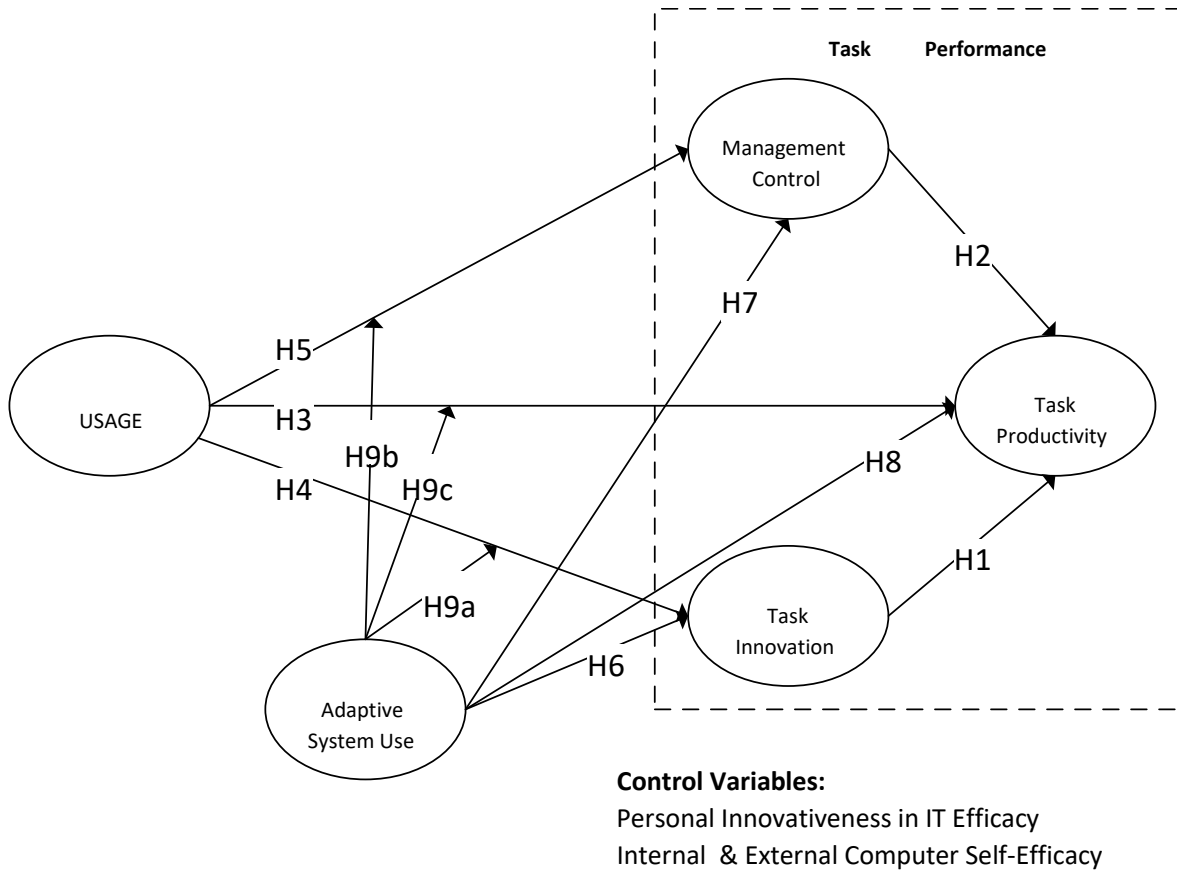 Task Performance
Management
Control
H2
H7
H5
H3
USAGE
Task
Productivity
H9b
H8
H4
H9c
H1
H9a
Task
Innovation
H6
Adaptive
System Use
Control Variables:
Personal Innovativeness in IT Efficacy
Internal & External Computer Self-Efficacy